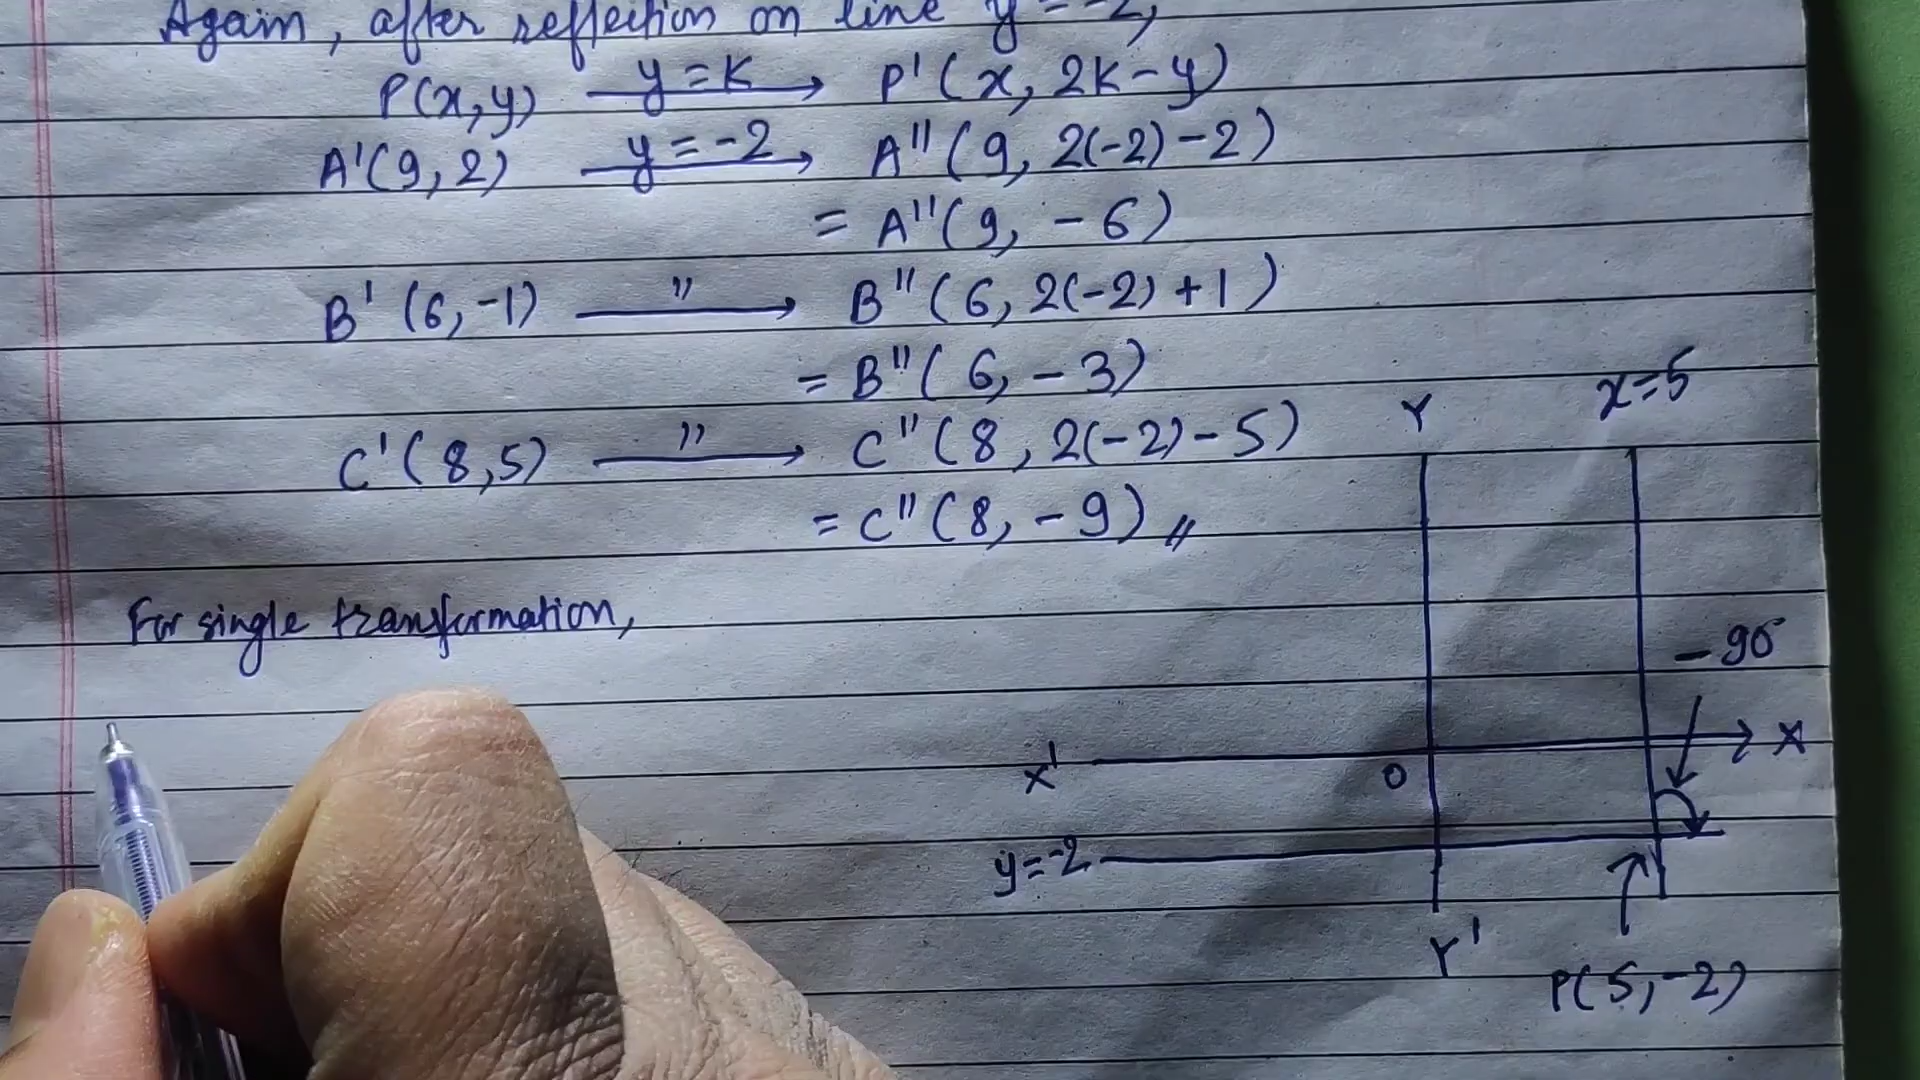 Again, after reflection on line y = -2,
P(x,y) y=K → P'(x, 2K-y)
A'(9,2) y=-2 → A"(9, 2(-2)-2)
= A"(9, -6)
B'(6,-1) " → B"(6, 2(-2)+1)
= B"(6, -3)
C'(8,5) " → C"(8, 2(-2)-5)
= C"(8, -9)
For single transformation,
Y
x=5
-90°
X'
O
X
y=-2
Y'
P(5,-2)